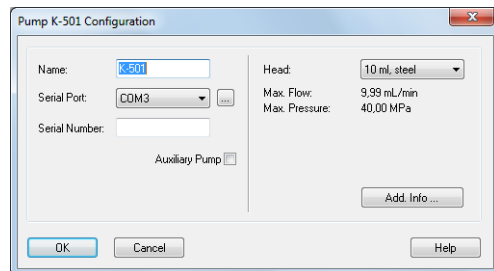 Pump K-501 Configuration
Name:
K-501
Serial Port:
COM3
...
Serial Number:
Auxiliary Pump
Head:
10 ml, steel
Max. Flow:
9,99 mL/min
Max. Pressure:
40,00 MPa
Add. Info ...
OK
Cancel
Help